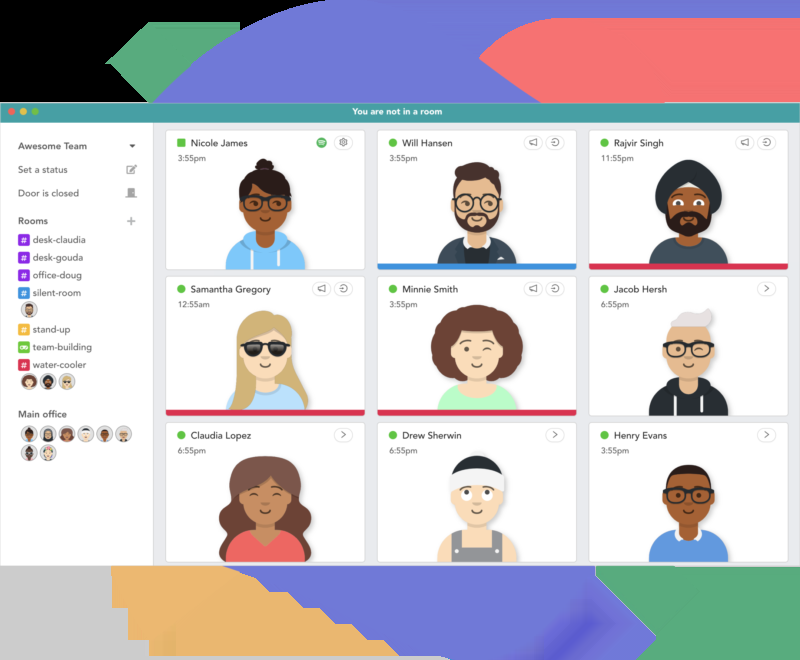 You are not in a room
Awesome Team
Set a status
Door is closed
Rooms
# desk-claudia
# desk-gouda
# office-doug
# silent-room
# stand-up
team-building
# water-cooler
Main office
Nicole James
3:55pm
Will Hansen
3:55pm
Rajvir Singh
11:55pm
Samantha Gregory
12:55am
Minnie Smith
3:55pm
Jacob Hersh
6:55pm
Claudia Lopez
6:55pm
Drew Sherwin
6:55pm
Henry Evans
3:55pm